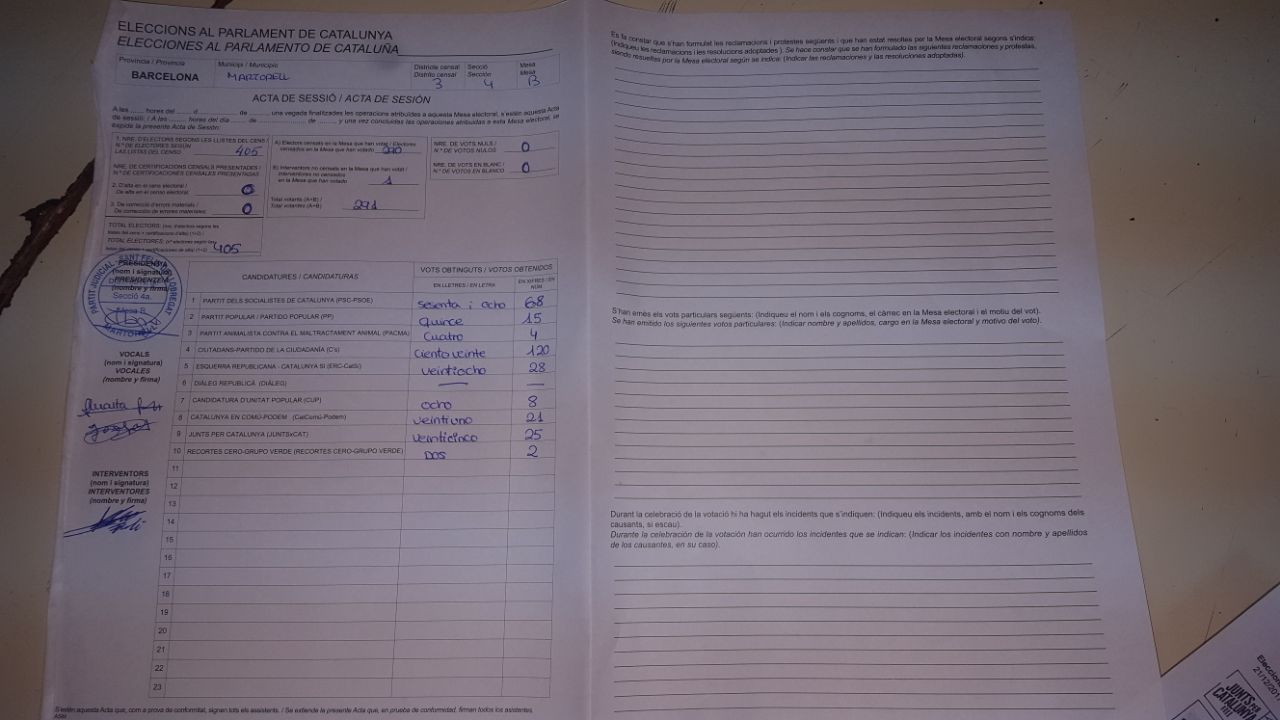 ELECCIONS AL PARLAMENT DE CATALUNYA
ELECCIONES AL PARLAMENTO DE CATALUÑA
Província / Provincia
BARCELONA
Municipi / Municipio
MARTORELL
Districte censal
Distrito censal
3
Secció
Sección
4
Mesa
Mesa
B
ACTA DE SESSIÓ / ACTA DE SESIÓN
A les ...... hores del ...... d ............ de ........, una vegada finalitzades les operacions atribuïdes a aquesta Mesa electoral, s'estén aquesta Acta
de sessió: / A las ...... hores del día ...... de ............ de ........ y una vez concluidas las operaciones atribuidas a esta Mesa electoral, se
expide la presente Acta de Sesión:
1. NRE. D'ELECTORS SEGONS LES LLISTES DEL CENS /
N.º DE ELECTORES SEGÚN
LAS LISTAS DEL CENSO 405
NRE. DE CERTIFICACIONS CENSALS PRESENTADES /
N.º DE CERTIFICACIONES CENSALES PRESENTADAS
2. D'alta en el cens electoral /
De alta en el censo electoral: 0
3. De correcció d'errors materials /
De corrección de errores materiales: 0
TOTAL ELECTORS:
TOTAL ELECTORES: 405
A) Electors censats en la Mesa que han votat / Electores
censados en la Mesa que han votado 290
B) Interventors no censats en la Mesa que han votat /
Interventores no censados
en la Mesa que han votado 1
Total votants (A+B) /
Total votantes (A+B) 291
NRE. DE VOTS NULS /
N.º DE VOTOS NULOS 0
NRE. DE VOTS EN BLANC /
N.º DE VOTOS EN BLANCO 0
PARTIT JUDICIAL SANT FELIU LLOBREGAT
PRESIDENT/A
(nom i signatura)
PRESIDENTE/A
(nombre y firma)
Secció 4a.
Mesa B
MARTORELL
VOCALS
(nom i signatura)
VOCALES
(nombre y firma)
INTERVENTORS
(nom i signatura)
INTERVENTORES
(nombre y firma)
CANDIDATURES / CANDIDATURAS
VOTS OBTINGUTS / VOTOS OBTENIDOS
EN LLETRES / EN LETRA
EN XIFRES / EN NÚM.
1 PARTIT DELS SOCIALISTES DE CATALUNYA (PSC-PSOE) sesenta i ocho 68
2 PARTIT POPULAR / PARTIDO POPULAR (PP) quince 15
3 PARTIT ANIMALISTA CONTRA EL MALTRACTAMENT ANIMAL (PACMA) cuatro 4
4 CIUTADANS-PARTIDO DE LA CIUDADANÍA (C's) ciento veinte 120
5 ESQUERRA REPUBLICANA - CATALUNYA SÍ (ERC-CatSí) veintiocho 28
6 DIÀLEG REPUBLICÀ (DIÀLEG) — —
7 CANDIDATURA D'UNITAT POPULAR (CUP) ocho 8
8 CATALUNYA EN COMÚ-PODEM (CatComú-Podem) veintiuno 21
9 JUNTS PER CATALUNYA (JUNTSxCAT) veinticinco 25
10 RECORTES CERO-GRUPO VERDE (RECORTES CERO-GRUPO VERDE) DOS 2
11
12
13
14
15
16
17
18
19
20
21
22
23
S'estén aquesta Acta que, com a prova de conformitat, signen tots els assistents. / Se extiende la presente Acta que, en prueba de conformidad, firman todos los asistentes.
Es fa constar que s'han formulat les reclamacions i protestes següents i que han estat resoltes per la Mesa electoral segons s'indica:
(Indiqueu les reclamacions i les resolucions adoptades). Se hace constar que se han formulado las siguientes reclamaciones y protestas,
siendo resueltas por la Mesa electoral según se indica: (Indicar las reclamaciones y las resoluciones adoptadas).
S'han emès els vots particulars següents: (Indiqueu el nom i els cognoms, el càrrec en la Mesa electoral i el motiu del vot).
Se han emitido los siguientes votos particulares: (Indicar nombre y apellidos, cargo en la Mesa electoral y motivo del voto).
Durant la celebració de la votació hi ha hagut els incidents que s'indiquen: (Indiqueu els incidents, amb el nom i els cognoms dels
causants, si escau).
Durante la celebración de la votación han ocurrido los incidentes que se indican: (Indicar los incidentes con nombre y apellidos
de los causantes, en su caso).
JUNTS PER
CATALUNYA